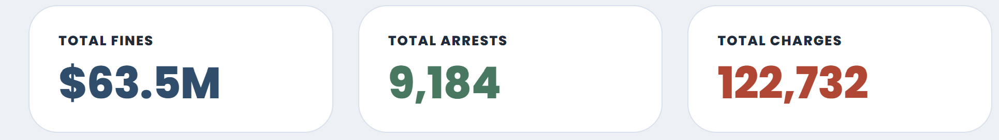 TOTAL FINES
$63.5M
TOTAL ARRESTS
9,184
TOTAL CHARGES
122,732